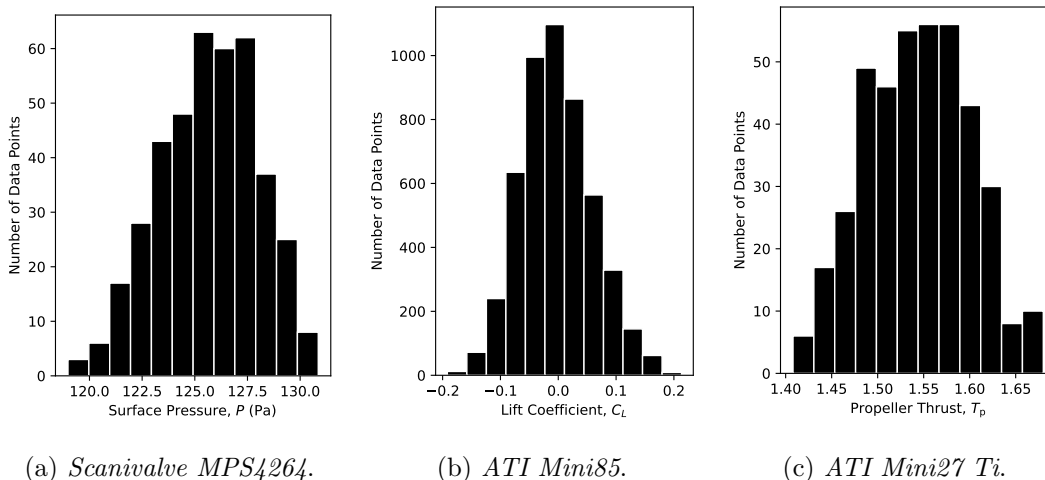 Number of Data Points
60
50
40
30
20
10
0
120.0 122.5 125.0 127.5 130.0
Surface Pressure, P (Pa)
Number of Data Points
1000
800
600
400
200
0
−0.2 −0.1 0.0 0.1 0.2
Lift Coefficient, C_L
Number of Data Points
50
40
30
20
10
0
1.40 1.45 1.50 1.55 1.60 1.65
Propeller Thrust, T_p
(a) Scanivalve MPS4264.
(b) ATI Mini85.
(c) ATI Mini27 Ti.